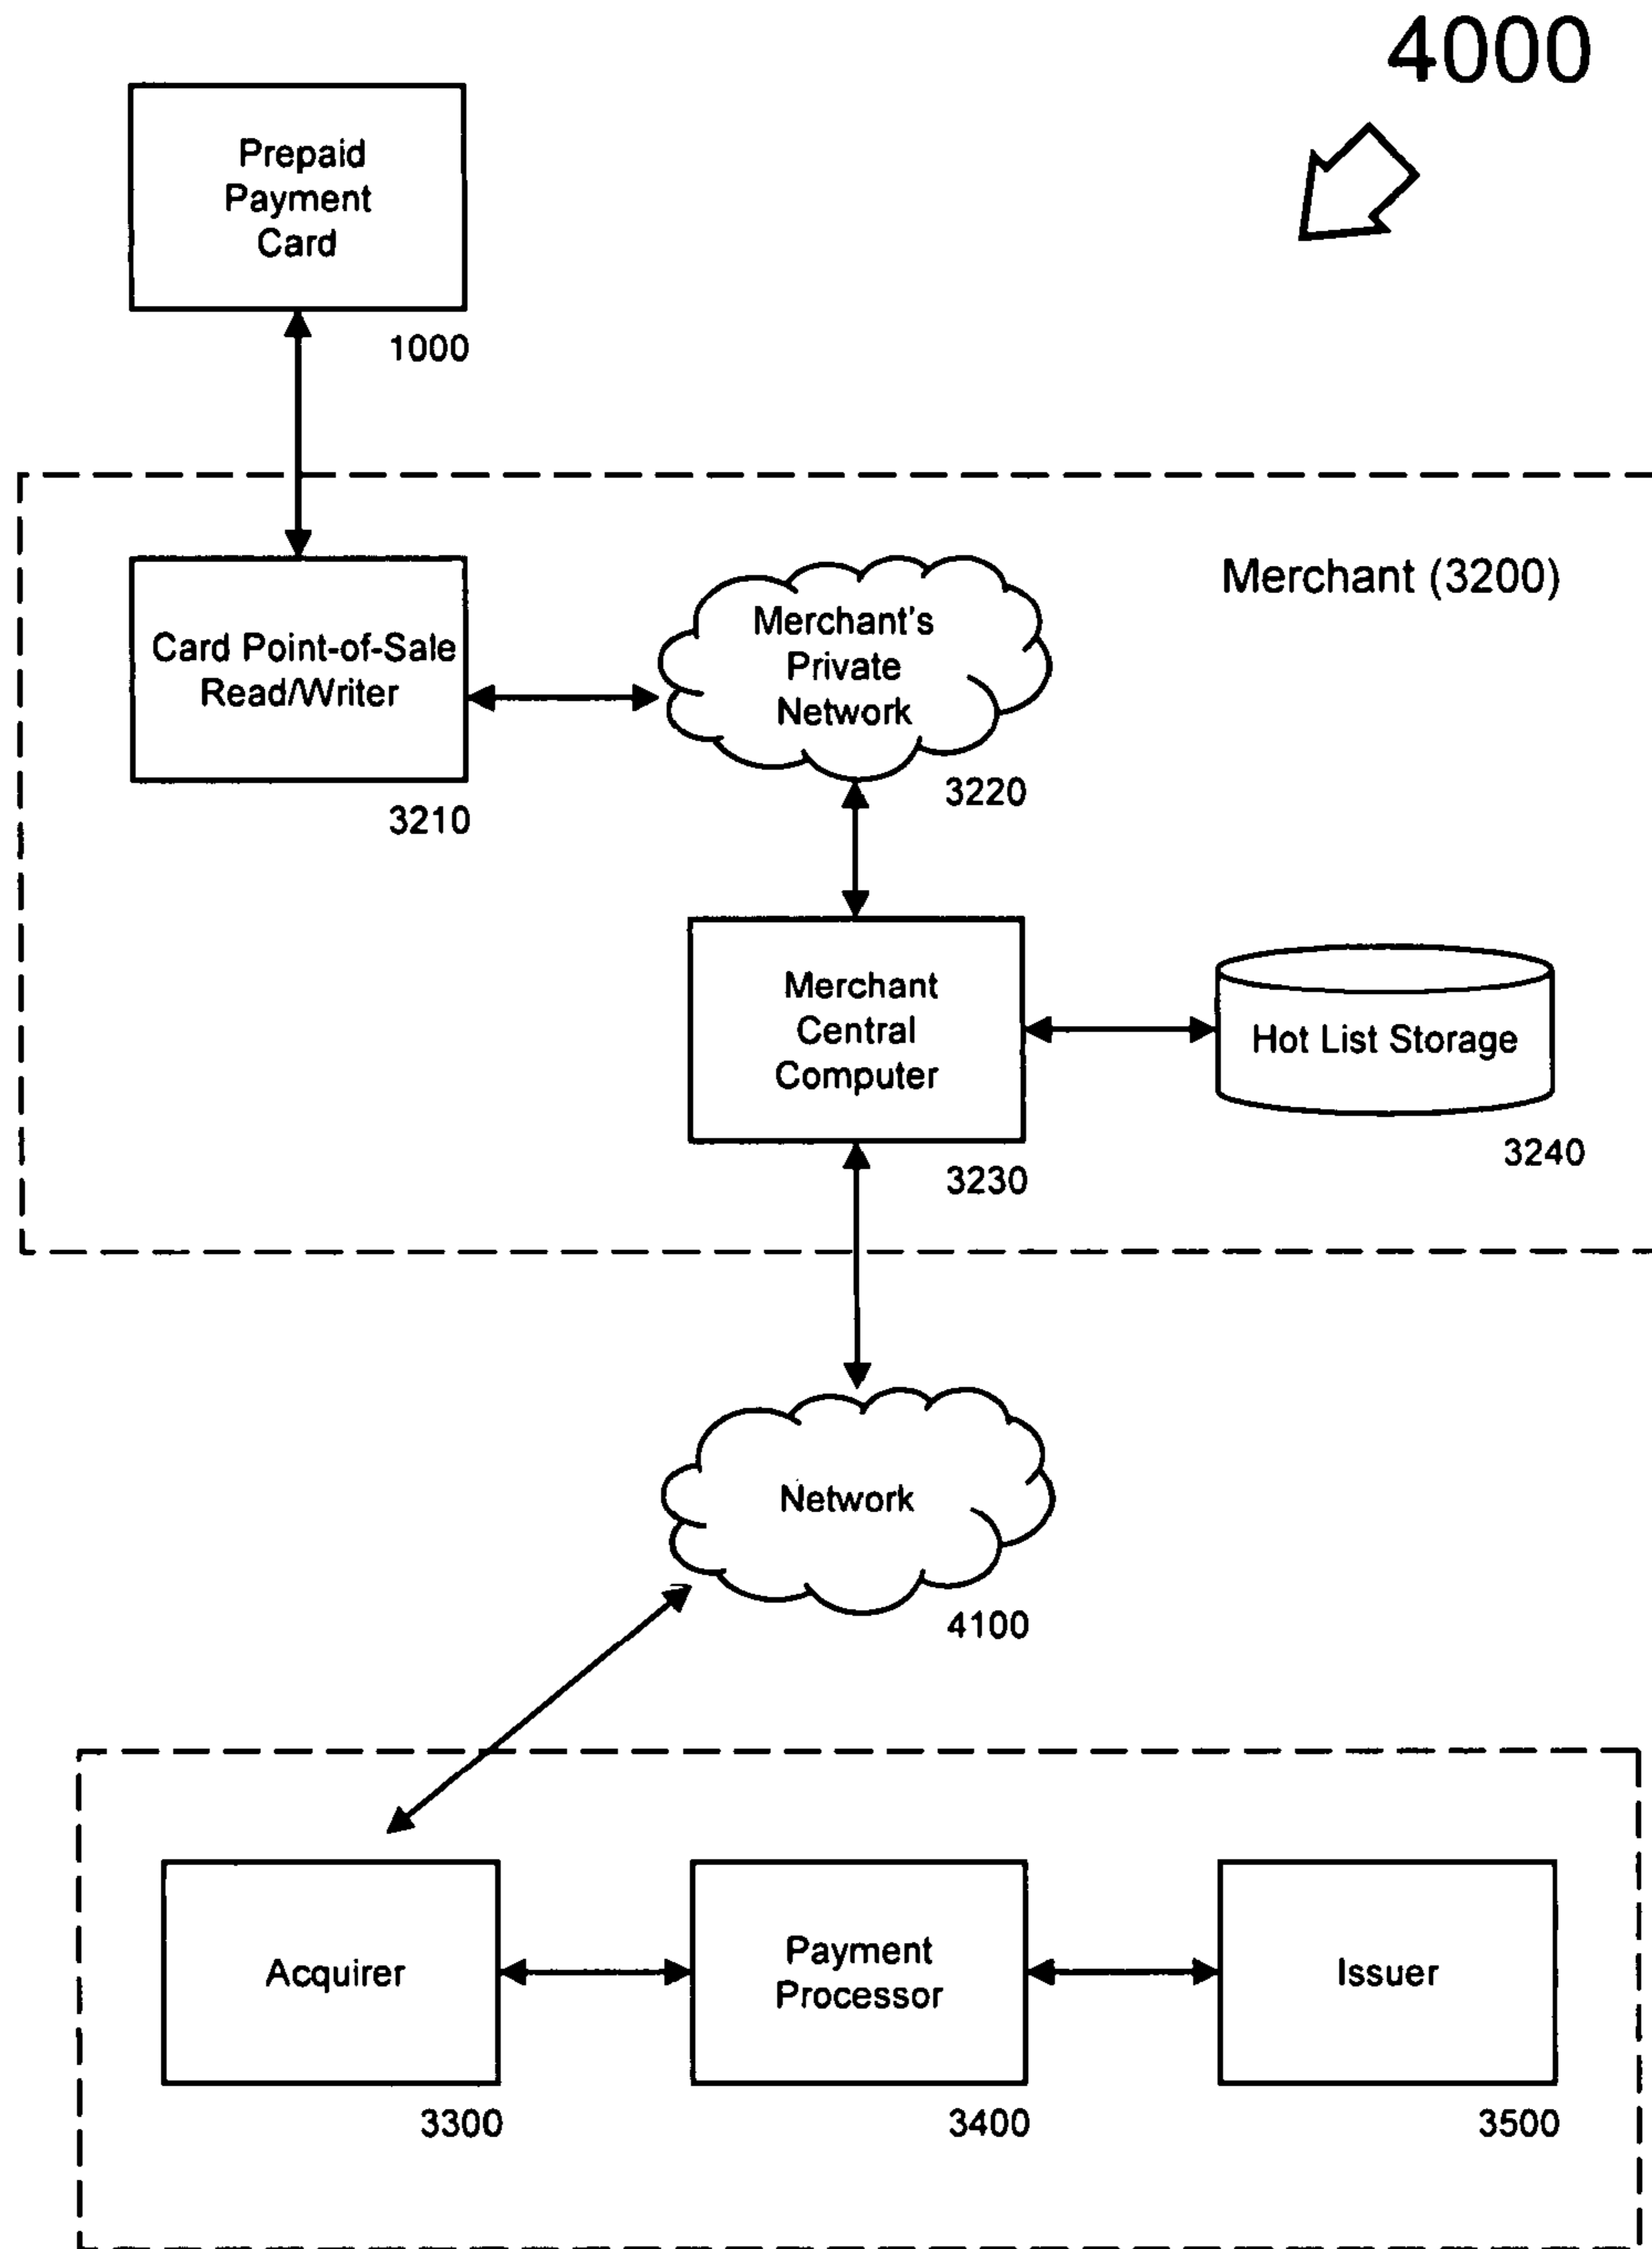 4000
Prepaid
Payment
Card
1000
Merchant (3200)
Card Point-of-Sale
Read/Writer
3210
Merchant's
Private
Network
3220
Merchant
Central
Computer
3230
Hot List Storage
3240
Network
4100
Acquirer
3300
Payment
Processor
3400
Issuer
3500